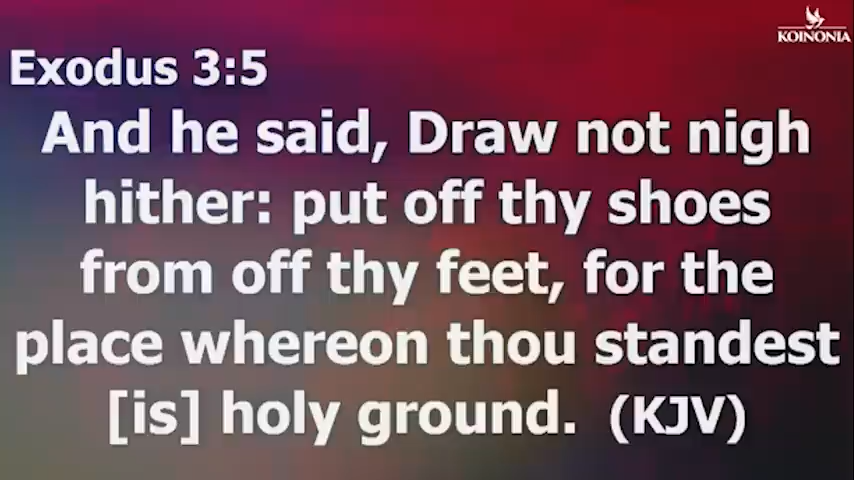 KOINONIA
Exodus 3:5
And he said, Draw not nigh
hither: put off thy shoes
from off thy feet, for the
place whereon thou standest
[is] holy ground. (KJV)